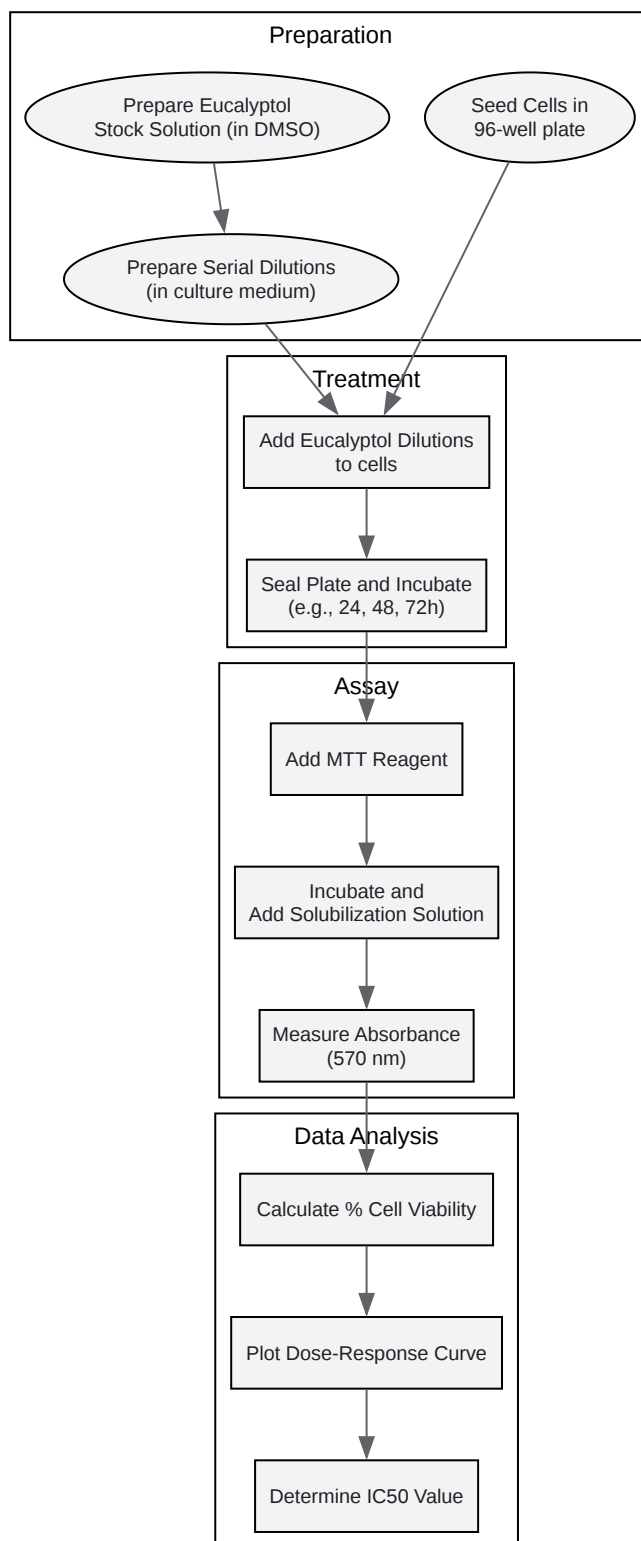 Preparation
Prepare Eucalyptol
Stock Solution (in DMSO)
Seed Cells in
96-well plate
Prepare Serial Dilutions
(in culture medium)
Treatment
Add Eucalyptol Dilutions
to cells
Seal Plate and Incubate
(e.g., 24, 48, 72h)
Assay
Add MTT Reagent
Incubate and
Add Solubilization Solution
Measure Absorbance
(570 nm)
Data Analysis
Calculate % Cell Viability
Plot Dose-Response Curve
Determine IC50 Value